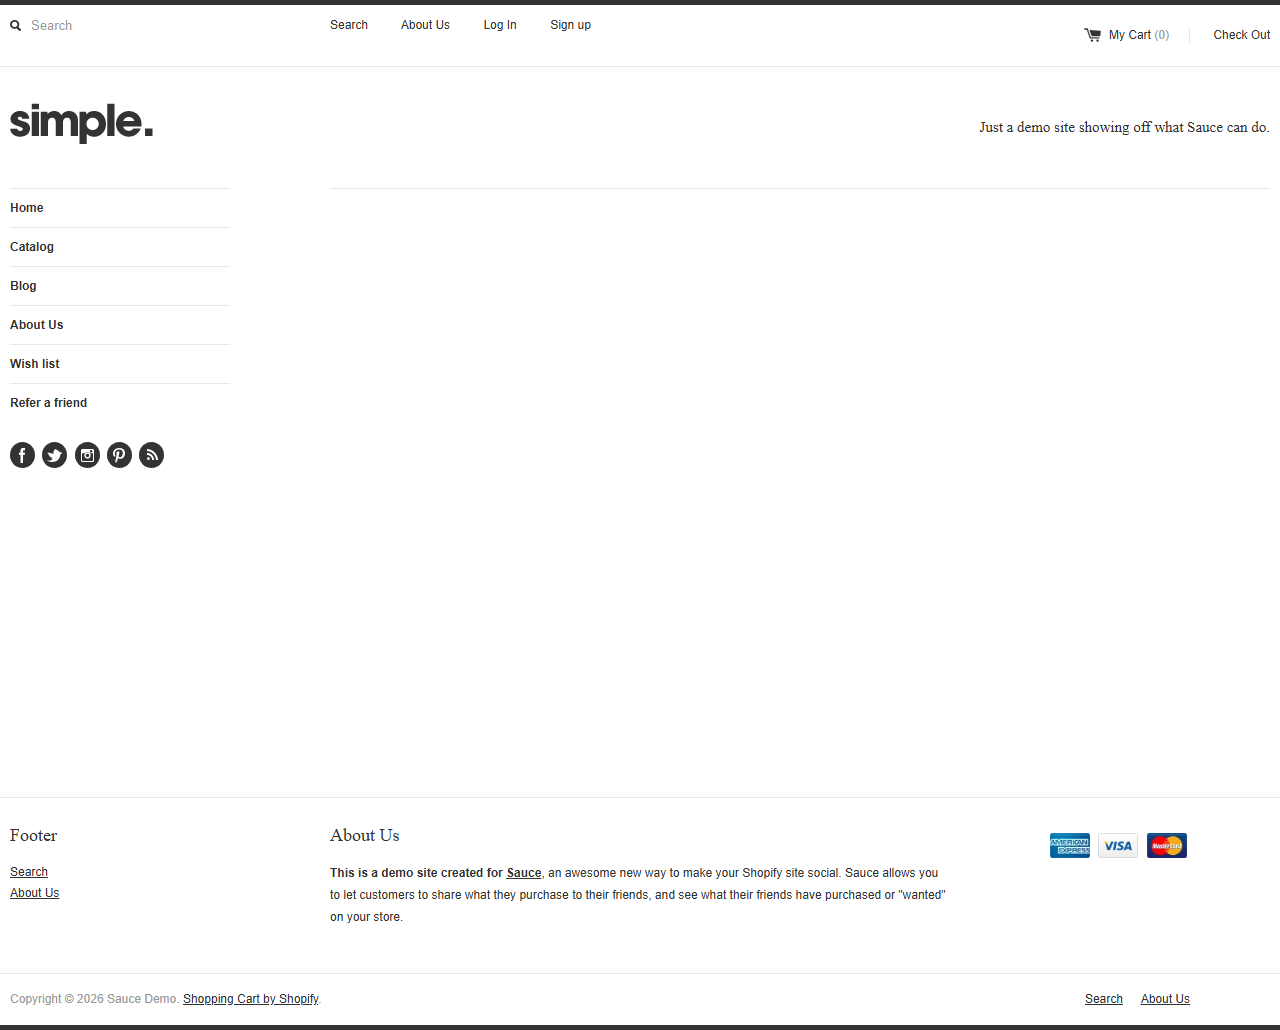 Search
Search About Us Log In Sign up
My Cart (0) Check Out
simple.
Just a demo site showing off what Sauce can do.
Home
Catalog
Blog
About Us
Wish list
Refer a friend
Footer
Search
About Us
About Us
This is a demo site created for Sauce, an awesome new way to make your Shopify site social. Sauce allows you
to let customers to share what they purchase to their friends, and see what their friends have purchased or "wanted"
on your store.
AMERICAN EXPRESS VISA MasterCard
Copyright © 2026 Sauce Demo. Shopping Cart by Shopify.
Search About Us